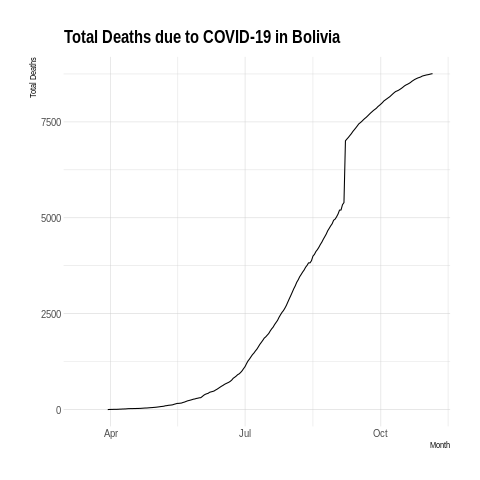 Total Deaths due to COVID-19 in Bolivia
Total Deaths
7500
5000
2500
0
Apr
Jul
Oct
Month